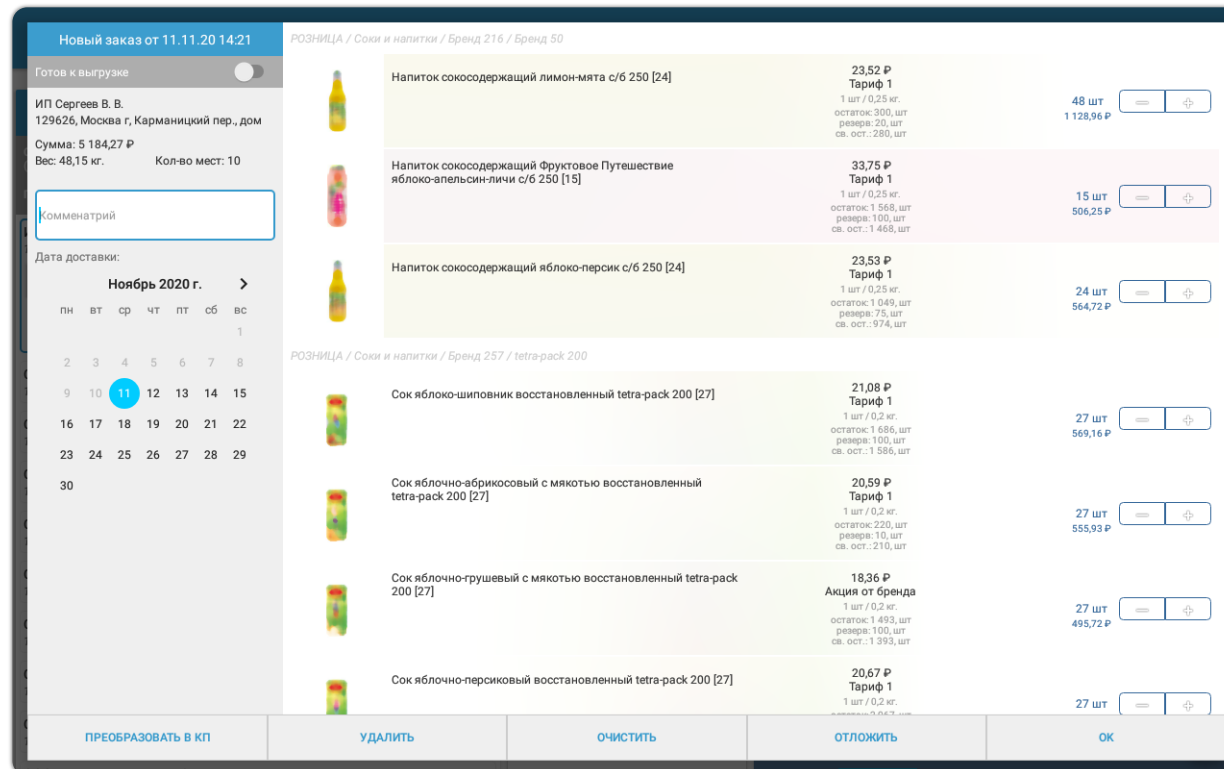 Новый заказ от 11.11.20 14:21
Готов к выгрузке
ИП Сергеев В. В.
129626, Москва г, Карманицкий пер., дом
Сумма: 5 184,27 ₽
Вес: 48,15 кг. Кол-во мест: 10
Комменатрий
Дата доставки:
Ноябрь 2020 г.
пн вт ср чт пт сб вс
1
2 3 4 5 6 7 8
9 10 11 12 13 14 15
16 17 18 19 20 21 22
23 24 25 26 27 28 29
30
РОЗНИЦА / Соки и напитки / Бренд 216 / Бренд 50
Напиток сокосодержащий лимон-мята с/б 250 [24]
23,52 ₽
Тариф 1
1 шт / 0,25 кг.
остаток: 300, шт
резерв: 20, шт
св. ост.: 280, шт
48 шт
1 128,96 ₽
Напиток сокосодержащий Фруктовое Путешествие
яблоко-апельсин-личи с/б 250 [15]
33,75 ₽
Тариф 1
1 шт / 0,25 кг.
остаток: 1 568, шт
резерв: 100, шт
св. ост.: 1 468, шт
15 шт
506,25 ₽
Напиток сокосодержащий яблоко-персик с/б 250 [24]
23,53 ₽
Тариф 1
1 шт / 0,25 кг.
остаток: 1 049, шт
резерв: 75, шт
св. ост.: 974, шт
24 шт
564,72 ₽
РОЗНИЦА / Соки и напитки / Бренд 257 / tetra-pack 200
Сок яблоко-шиповник восстановленный tetra-pack 200 [27]
21,08 ₽
Тариф 1
1 шт / 0,2 кг.
остаток: 1 686, шт
резерв: 100, шт
св. ост.: 1 586, шт
27 шт
569,16 ₽
Сок яблочно-абрикосовый с мякотью восстановленный
tetra-pack 200 [27]
20,59 ₽
Тариф 1
1 шт / 0,2 кг.
остаток: 220, шт
резерв: 10, шт
св. ост.: 210, шт
27 шт
555,93 ₽
Сок яблочно-грушевый с мякотью восстановленный tetra-pack
200 [27]
18,36 ₽
Акция от бренда
1 шт / 0,2 кг.
остаток: 1 493, шт
резерв: 100, шт
св. ост.: 1 393, шт
27 шт
495,72 ₽
Сок яблочно-персиковый восстановленный tetra-pack 200 [27]
20,67 ₽
Тариф 1
1 шт / 0,2 кг.
27 шт
ПРЕОБРАЗОВАТЬ В КП
УДАЛИТЬ
ОЧИСТИТЬ
ОТЛОЖИТЬ
ОК